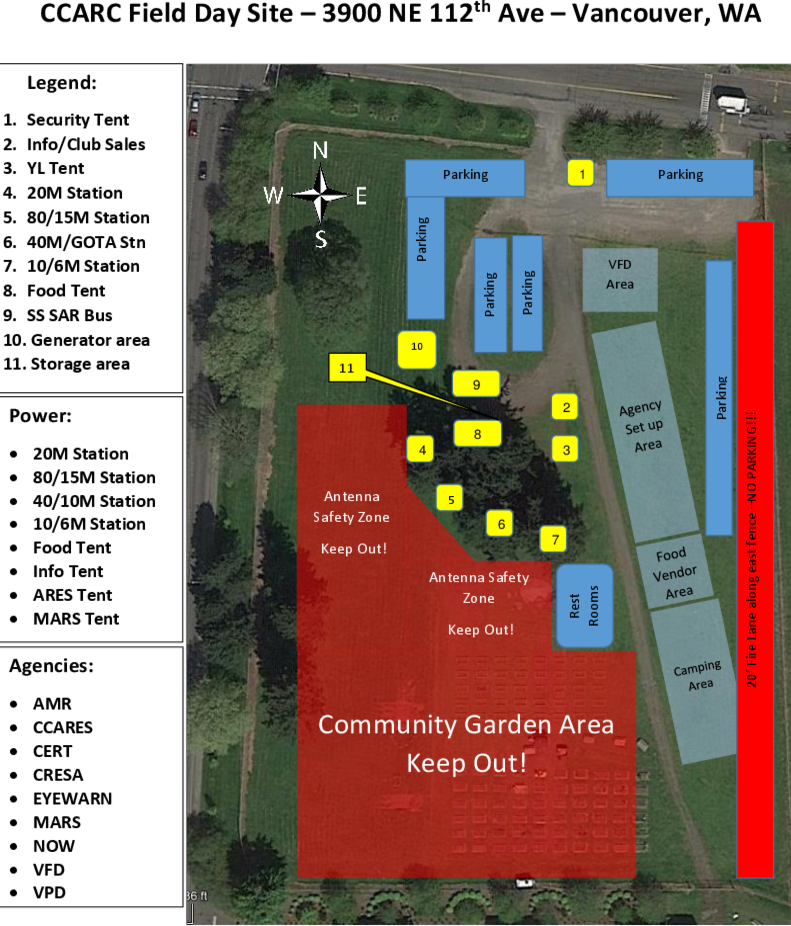 CCARC Field Day Site – 3900 NE 112th Ave – Vancouver, WA
Legend:
1. Security Tent
2. Info/Club Sales
3. YL Tent
4. 20M Station
5. 80/15M Station
6. 40M/GOTA Stn
7. 10/6M Station
8. Food Tent
9. SS SAR Bus
10. Generator area
11. Storage area
Power:
• 20M Station
• 80/15M Station
• 40/10M Station
• 10/6M Station
• Food Tent
• Info Tent
• ARES Tent
• MARS Tent
Agencies:
• AMR
• CCARES
• CERT
• CRESA
• EYEWARN
• MARS
• NOW
• VFD
• VPD
N
W E
S
Parking
1
Parking
Parking
Parking
Parking
VFD
Area
Parking
10
11
9
2
Agency
Set up
Area
8
3
4
5
6
7
Antenna
Safety Zone
Keep Out!
Antenna Safety
Zone
Keep Out!
Rest
Rooms
Food
Vendor
Area
Camping
Area
20' Fire Lane along east fence –NO PARKING!!!
Community Garden Area
Keep Out!
36 ft